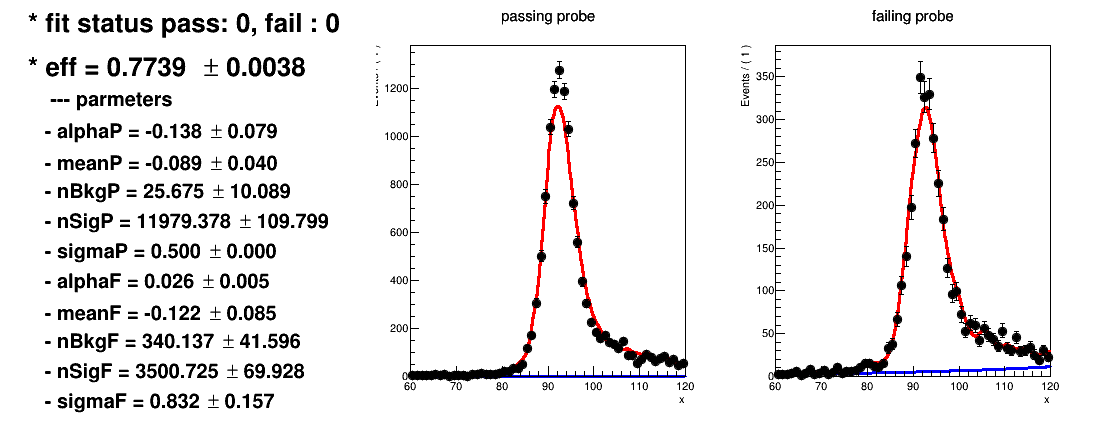 * fit status pass: 0, fail : 0
* eff = 0.7739 ± 0.0038
--- parmeters
- alphaP = -0.138 ± 0.079
- meanP = -0.089 ± 0.040
- nBkgP = 25.675 ± 10.089
- nSigP = 11979.378 ± 109.799
- sigmaP = 0.500 ± 0.000
- alphaF = 0.026 ± 0.005
- meanF = -0.122 ± 0.085
- nBkgF = 340.137 ± 41.596
- nSigF = 3500.725 ± 69.928
- sigmaF = 0.832 ± 0.157
passing probe
1200
1000
800
600
400
200
0
60 70 80 90 100 110 120
x
failing probe
Events / ( 1 )
350
300
250
200
150
100
50
0
60 70 80 90 100 110 120
x